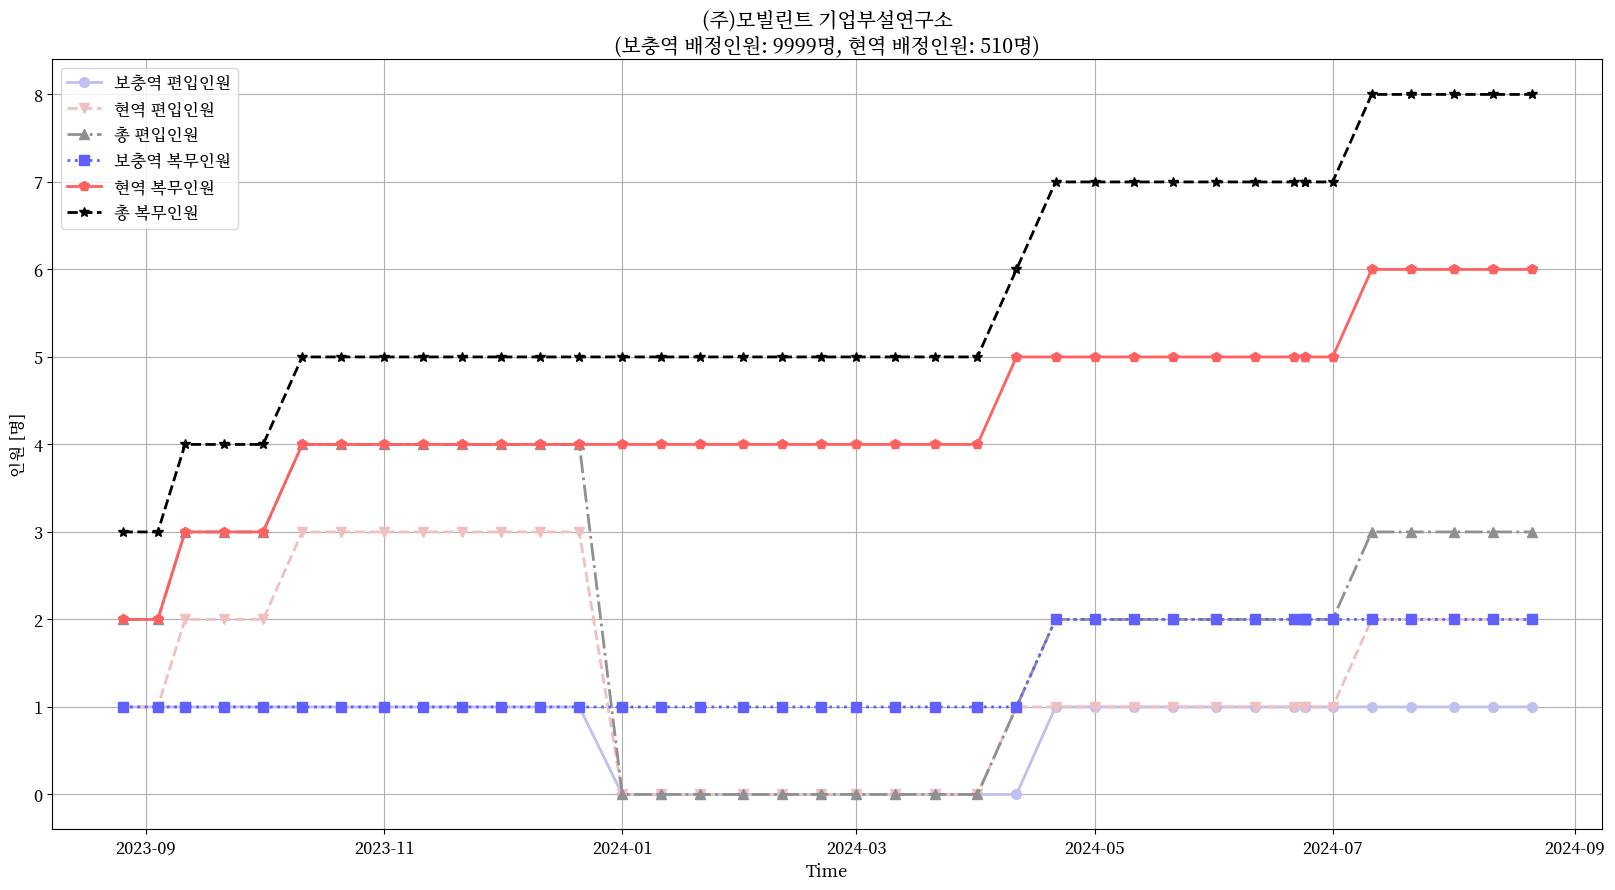 (주)모빌린트 기업부설연구소
(보충역 배정인원: 9999명, 현역 배정인원: 510명)
보충역 편입인원
현역 편입인원
총 편입인원
보충역 복무인원
현역 복무인원
총 복무인원
인원 [명]
8
7
6
5
4
3
2
1
0
2023-09
2023-11
2024-01
2024-03
2024-05
2024-07
2024-09
Time